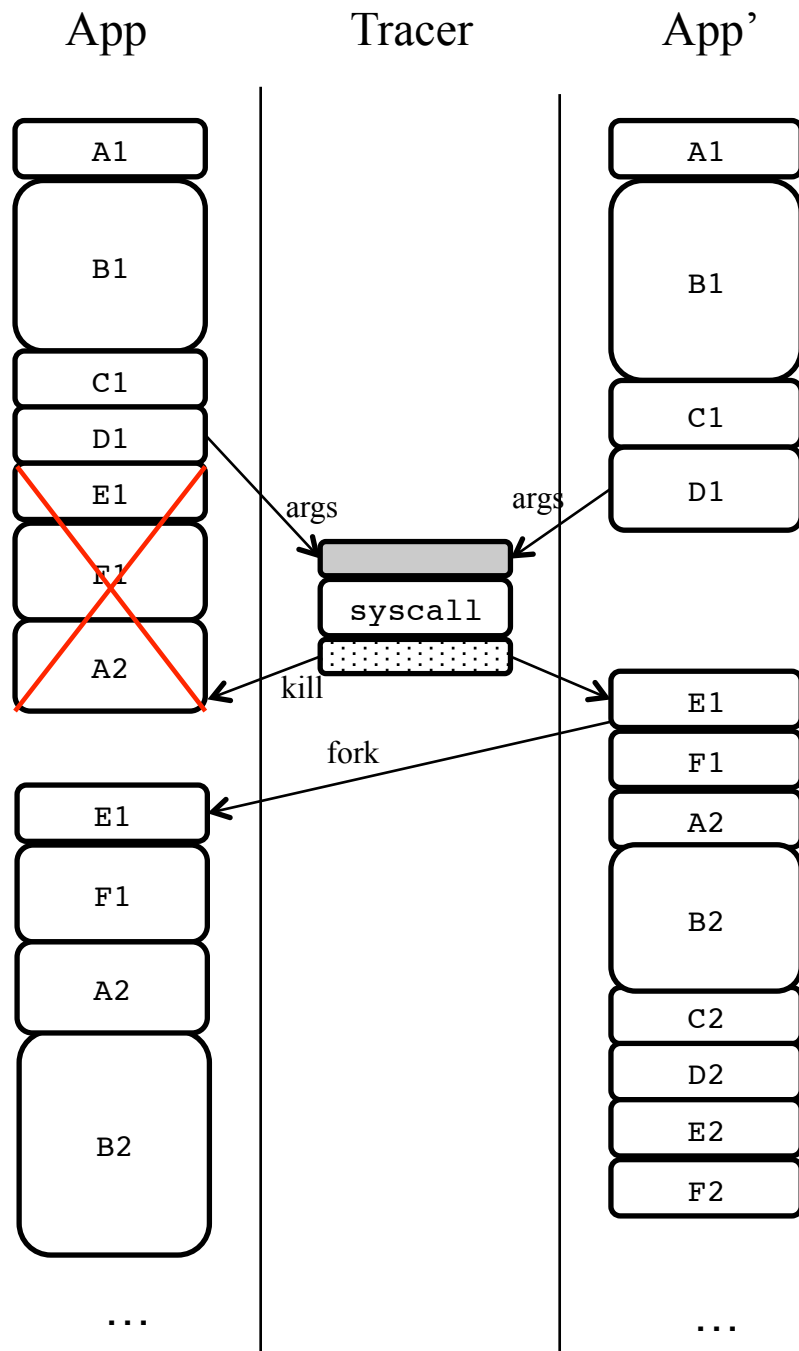 App
Tracer
App’
A1
B1
C1
D1
E1
F1
A2
E1
F1
A2
B2
...
args
args
syscall
kill
fork
A1
B1
C1
D1
E1
F1
A2
B2
C2
D2
E2
F2
...